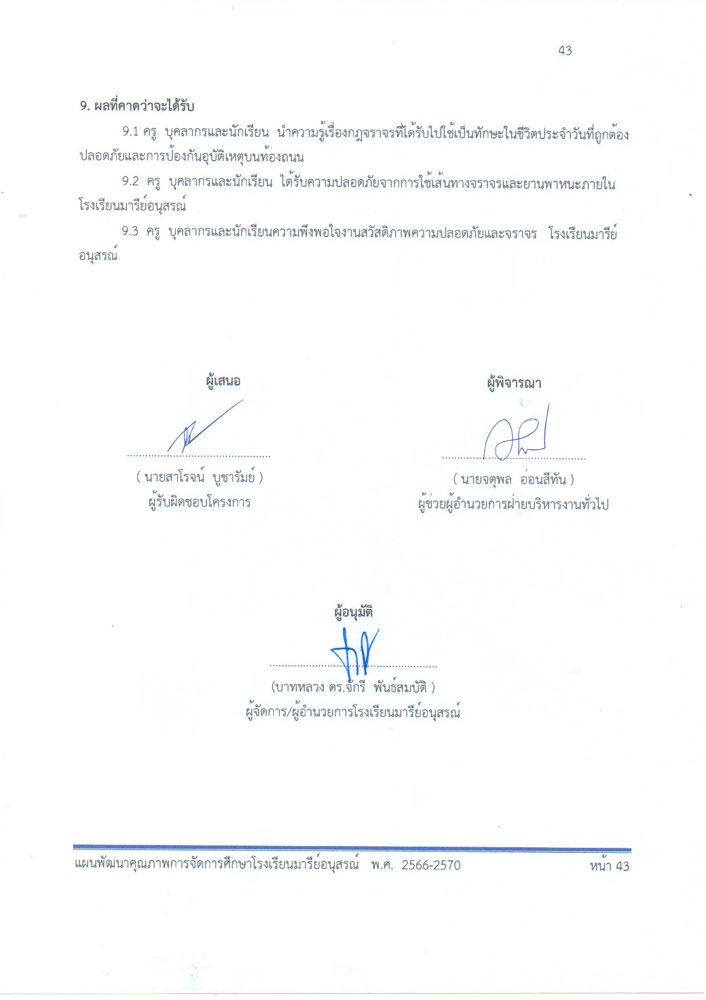 43
9. ผลที่คาดว่าจะได้รับ
9.1 ครู บุคลากรและนักเรียน นำความรู้เรื่องกฎจราจรที่ได้รับไปใช้เป็นทักษะในชีวิตประจำวันที่ถูกต้อง
ปลอดภัยและการป้องกันอุบัติเหตุบนท้องถนน
9.2 ครู บุคลากรและนักเรียน ได้รับความปลอดภัยจากการใช้เส้นทางจราจรและยานพาหนะภายใน
โรงเรียนมารีย์อนุสรณ์
9.3 ครู บุคลากรและนักเรียนความพึงพอใจงานสวัสดิภาพความปลอดภัยและจราจร โรงเรียนมารีย์
อนุสรณ์
ผู้เสนอ ผู้พิจารณา
( นายสาโรจน์ บูชารัมย์ ) ( นายจตุพล อ่อนสีทัน )
ผู้รับผิดชอบโครงการ ผู้ช่วยผู้อำนวยการฝ่ายบริหารงานทั่วไป
ผู้อนุมัติ
(บาทหลวง ดร.จักรี พันธ์สมบัติ )
ผู้จัดการ/ผู้อำนวยการโรงเรียนมารีย์อนุสรณ์
แผนพัฒนาคุณภาพการจัดการศึกษาโรงเรียนมารีย์อนุสรณ์ พ.ศ. 2566-2570 หน้า 43